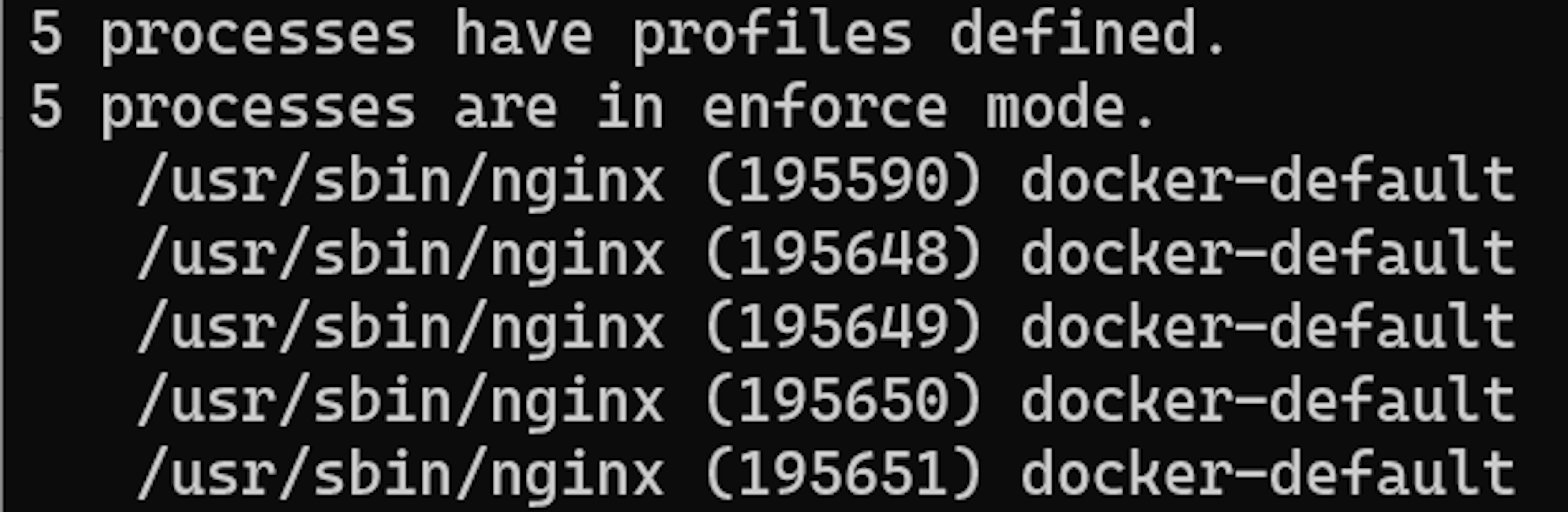 5 processes have profiles defined.
5 processes are in enforce mode.
/usr/sbin/nginx (195590) docker-default
/usr/sbin/nginx (195648) docker-default
/usr/sbin/nginx (195649) docker-default
/usr/sbin/nginx (195650) docker-default
/usr/sbin/nginx (195651) docker-default